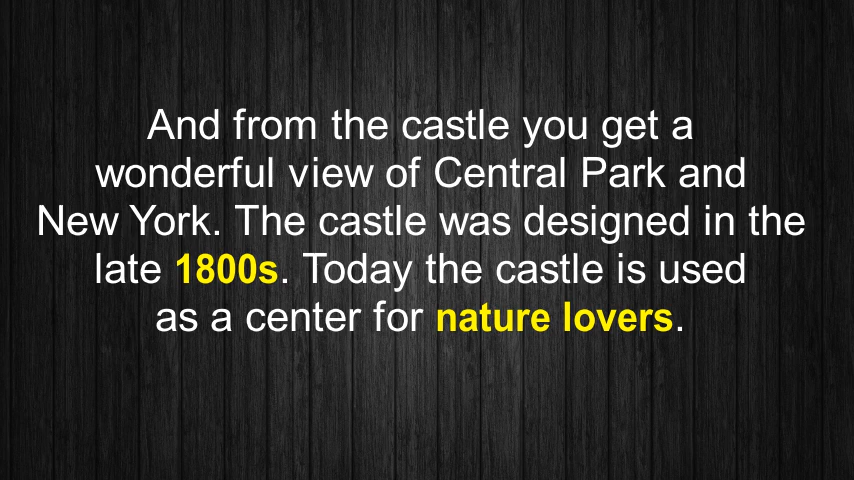 And from the castle you get a
wonderful view of Central Park and
New York. The castle was designed in the
late 1800s. Today the castle is used
as a center for nature lovers.